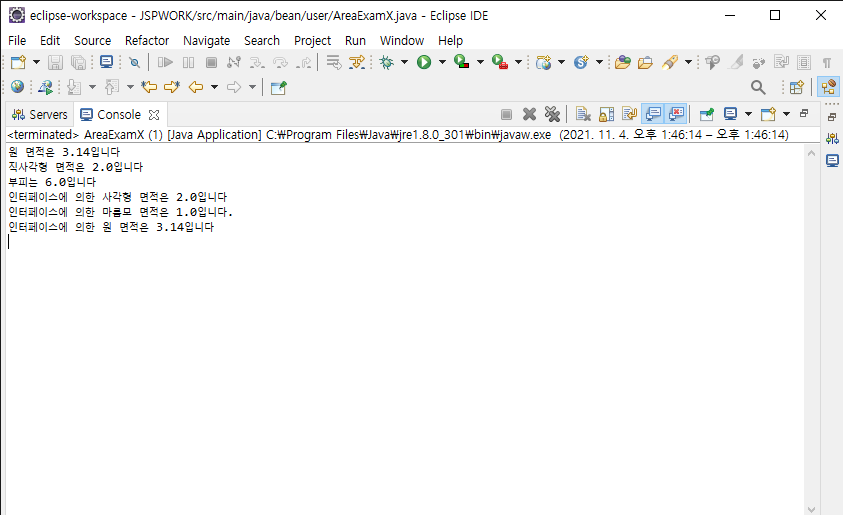 eclipse-workspace - JSPWORK/src/main/java/bean/user/AreaExamX.java - Eclipse IDE
File Edit Source Refactor Navigate Search Project Run Window Help
Servers Console
<terminated> AreaExamX (1) [Java Application] C:₩Program Files₩Java₩jre1.8.0_301₩bin₩javaw.exe (2021. 11. 4. 오후 1:46:14 – 오후 1:46:14)
원 면적은 3.14입니다
직사각형 면적은 2.0입니다
부피는 6.0입니다
인터페이스에 의한 사각형 면적은 2.0입니다
인터페이스에 의한 마름모 면적은 1.0입니다.
인터페이스에 의한 원 면적은 3.14입니다